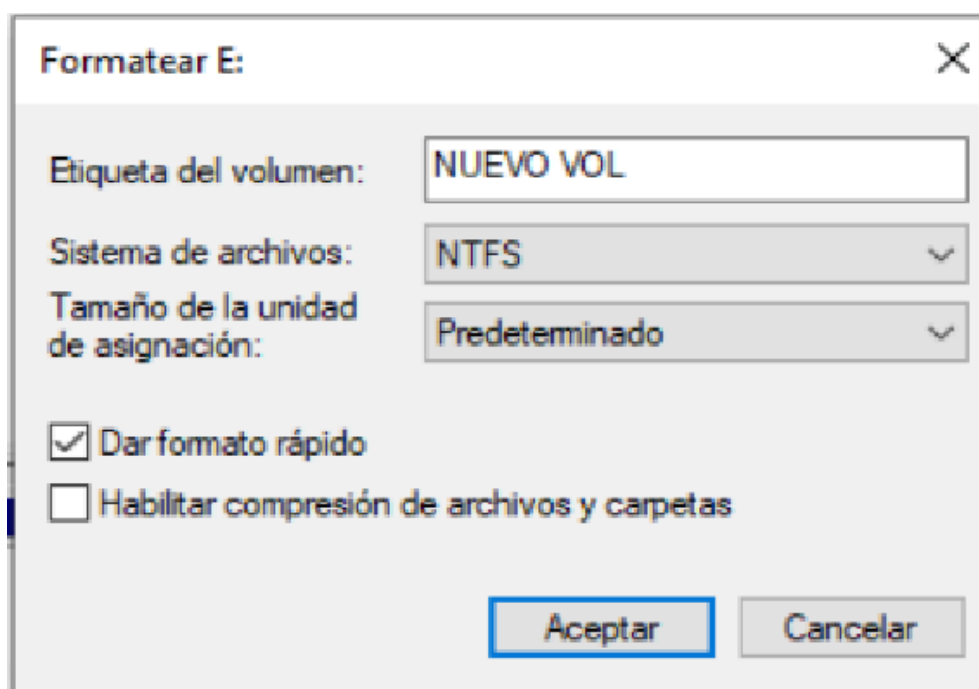 Formatear E:
Etiqueta del volumen: NUEVO VOL
Sistema de archivos: NTFS
Tamaño de la unidad
de asignación: Predeterminado
Dar formato rápido
Habilitar compresión de archivos y carpetas
Aceptar Cancelar